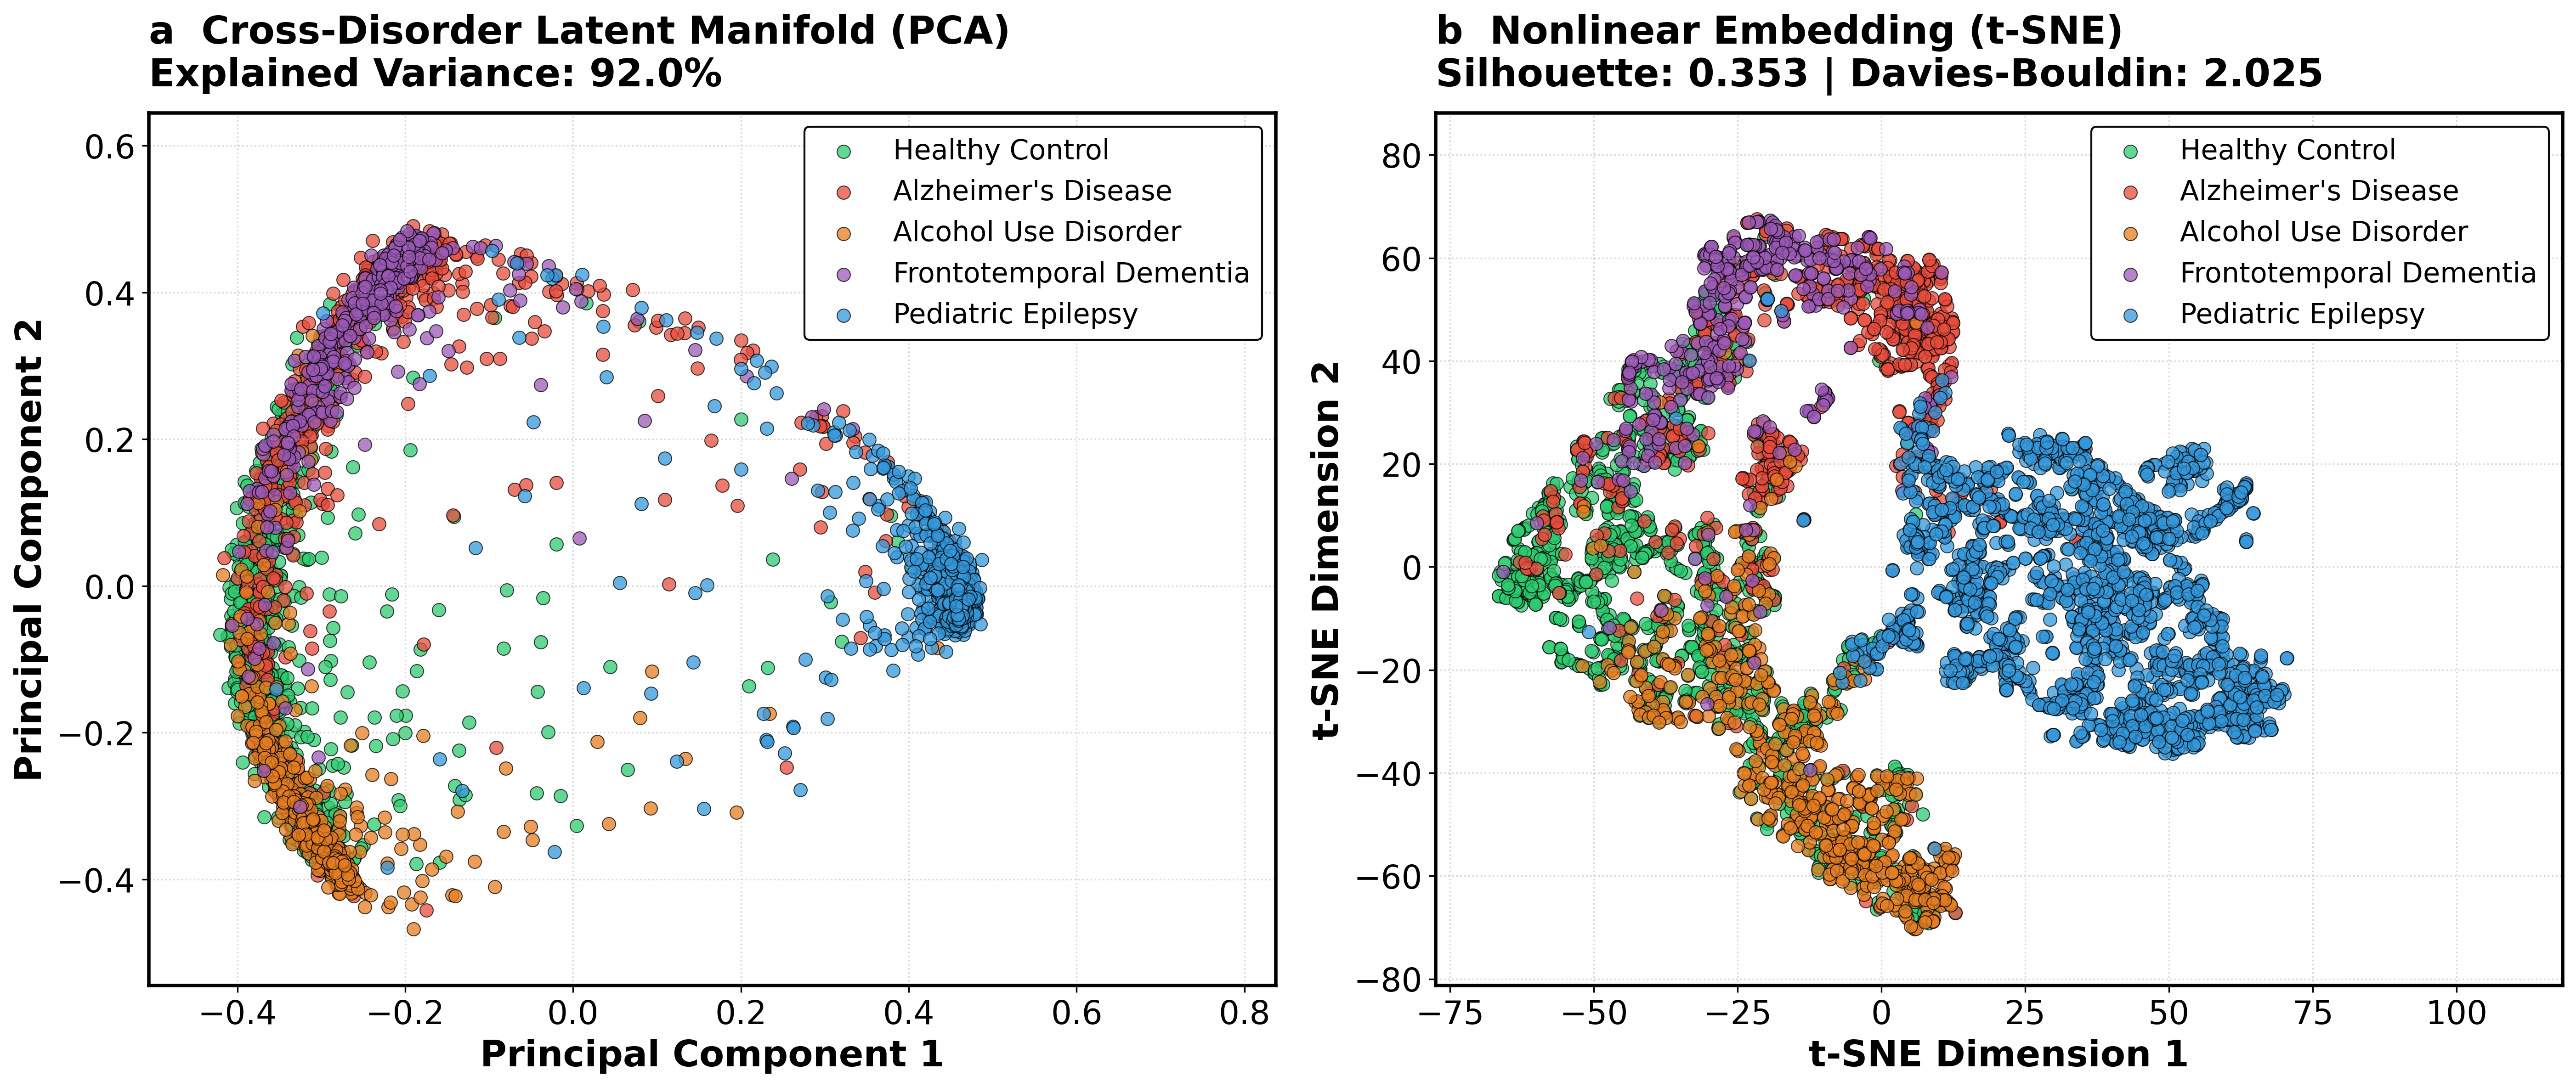 a  Cross-Disorder Latent Manifold (PCA)
Explained Variance: 92.0%
Healthy Control
Alzheimer's Disease
Alcohol Use Disorder
Frontotemporal Dementia
Pediatric Epilepsy
0.6
0.4
0.2
0.0
−0.2
−0.4
Principal Component 2
−0.4
−0.2
0.0
0.2
0.4
0.6
0.8
Principal Component 1
b  Nonlinear Embedding (t-SNE)
Silhouette: 0.353 | Davies-Bouldin: 2.025
Healthy Control
Alzheimer's Disease
Alcohol Use Disorder
Frontotemporal Dementia
Pediatric Epilepsy
80
60
40
20
0
−20
−40
−60
−80
t-SNE Dimension 2
−75
−50
−25
0
25
50
75
100
t-SNE Dimension 1